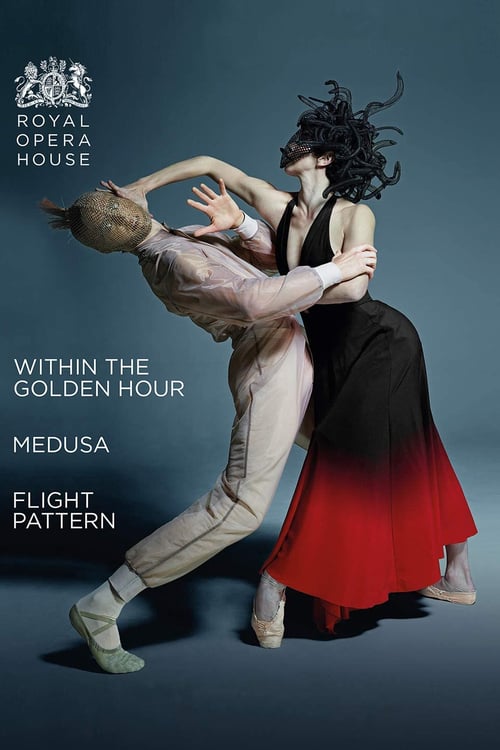 ROYAL
OPERA
HOUSE
WITHIN THE
GOLDEN HOUR
MEDUSA
FLIGHT
PATTERN